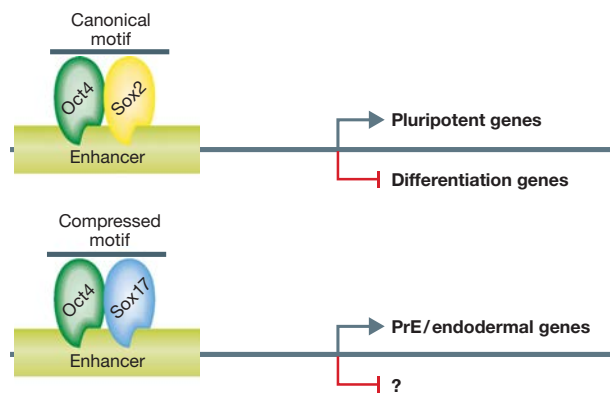 Canonical
motif
Oct4 Sox2
Enhancer
Pluripotent genes
Differentiation genes
Compressed
motif
Oct4 Sox17
Enhancer
PrE/endodermal genes
?